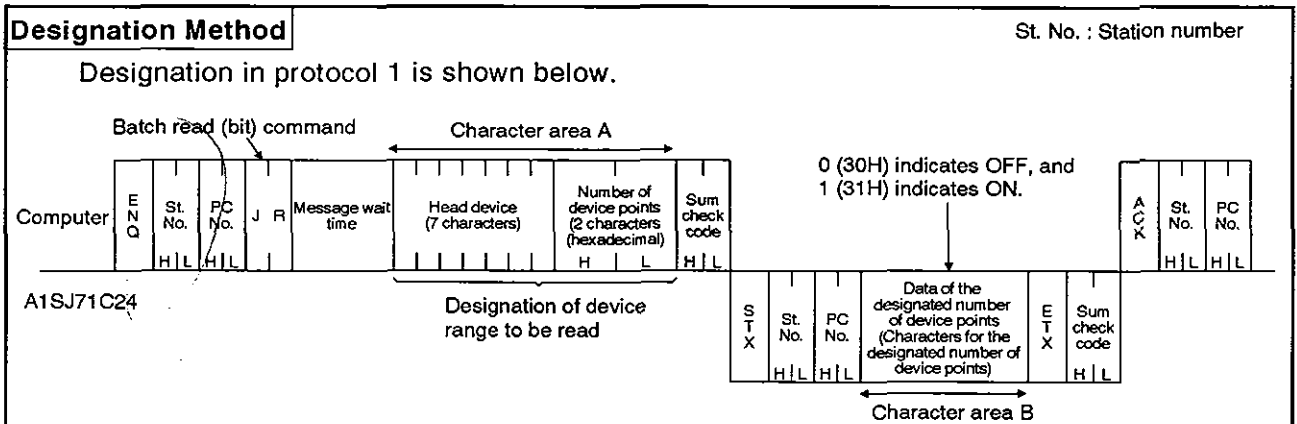 Designation Method
St. No. : Station number
Designation in protocol 1 is shown below.
Batch read (bit) command
Character area A
0 (30H) indicates OFF, and
1 (31H) indicates ON.
Computer
E
N
Q
St.
No.
H L
PC
No.
H L
J R
Message wait
time
Head device
(7 characters)
Number of
device points
(2 characters
(hexadecimal)
H L
Sum
check
code
H L
A
C
K
St.
No.
H L
PC
No.
H L
A1SJ71C24
Designation of device
range to be read
S
T
X
St.
No.
H L
PC
No.
H L
Data of the
designated number
of device points
(Characters for the
designated number of
device points)
E
T
X
Sum
check
code
H L
Character area B